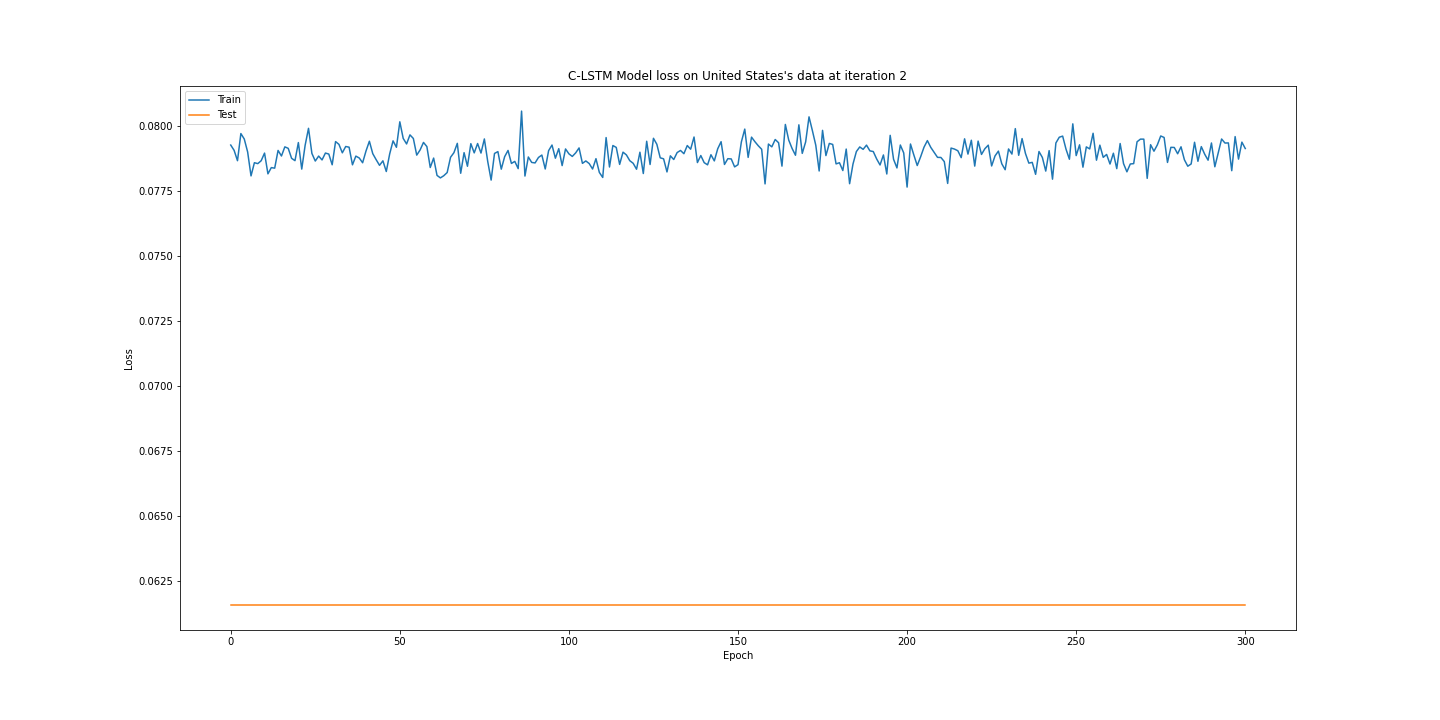 C-LSTM Model loss on United States's data at iteration 2
Train
Test
0.0800
0.0775
0.0750
0.0725
0.0700
0.0675
0.0650
0.0625
Loss
0 50 100 150 200 250 300
Epoch